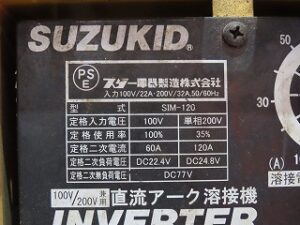 SUZUKID®
PS
E
スター電器製造株式会社
入力100V/22A・200V/32A,50/60Hz
型式 SIM-120
定格入力電圧 100V 単相200V
定格使用率 100% 35%
定格二次電流 60A 120A
定格二次負荷電圧 DC22.4V DC24.8V
定格二次無負荷電圧 DC77V
100V/200V兼用 直流アーク溶接機
INVERTER
50
30
10
(A)
溶接電